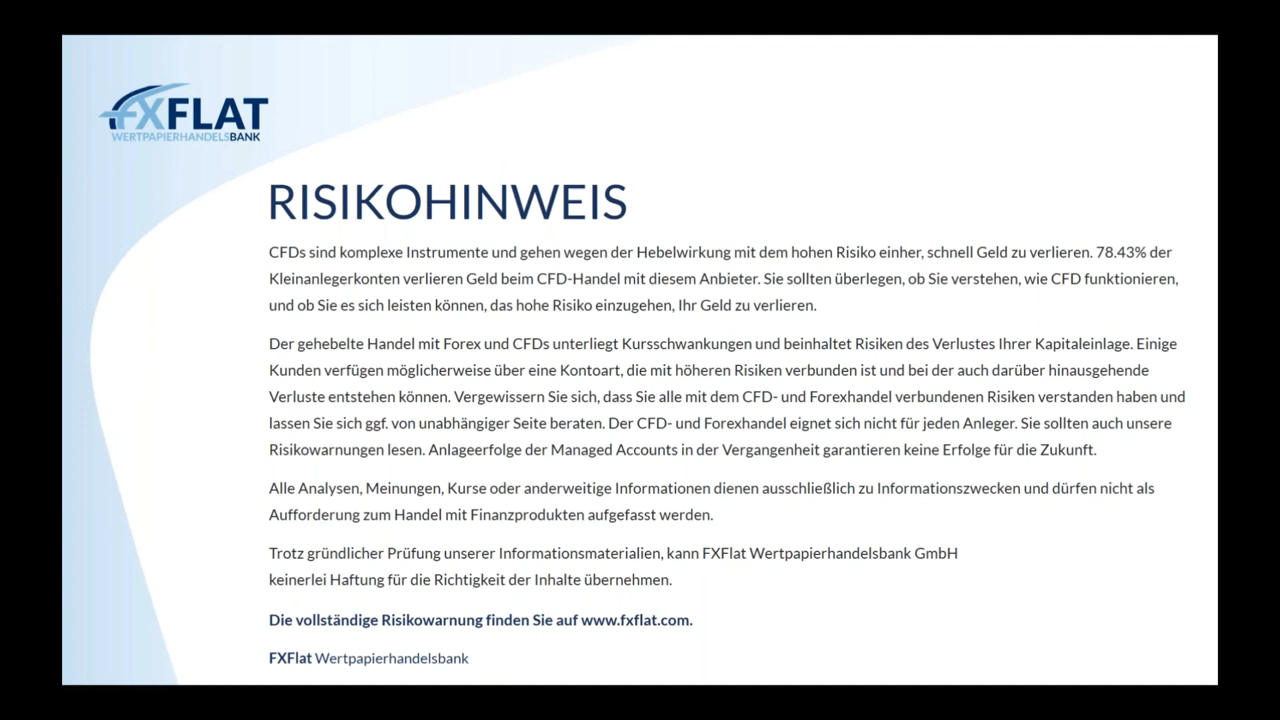 FXFLAT
WERTPAPIERHANDELSBANK
RISIKOHINWEIS
CFDs sind komplexe Instrumente und gehen wegen der Hebelwirkung mit dem hohen Risiko einher, schnell Geld zu verlieren. 78.43% der
Kleinanlegerkonten verlieren Geld beim CFD-Handel mit diesem Anbieter. Sie sollten überlegen, ob Sie verstehen, wie CFD funktionieren,
und ob Sie es sich leisten können, das hohe Risiko einzugehen, Ihr Geld zu verlieren.
Der gehebelte Handel mit Forex und CFDs unterliegt Kursschwankungen und beinhaltet Risiken des Verlustes Ihrer Kapitaleinlage. Einige
Kunden verfügen möglicherweise über eine Kontoart, die mit höheren Risiken verbunden ist und bei der auch darüber hinausgehende
Verluste entstehen können. Vergewissern Sie sich, dass Sie alle mit dem CFD- und Forexhandel verbundenen Risiken verstanden haben und
lassen Sie sich ggf. von unabhängiger Seite beraten. Der CFD- und Forexhandel eignet sich nicht für jeden Anleger. Sie sollten auch unsere
Risikowarnungen lesen. Anlageerfolge der Managed Accounts in der Vergangenheit garantieren keine Erfolge für die Zukunft.
Alle Analysen, Meinungen, Kurse oder anderweitige Informationen dienen ausschließlich zu Informationszwecken und dürfen nicht als
Aufforderung zum Handel mit Finanzprodukten aufgefasst werden.
Trotz gründlicher Prüfung unserer Informationsmaterialien, kann FXFlat Wertpapierhandelsbank GmbH
keinerlei Haftung für die Richtigkeit der Inhalte übernehmen.
Die vollständige Risikowarnung finden Sie auf www.fxflat.com.
FXFlat Wertpapierhandelsbank